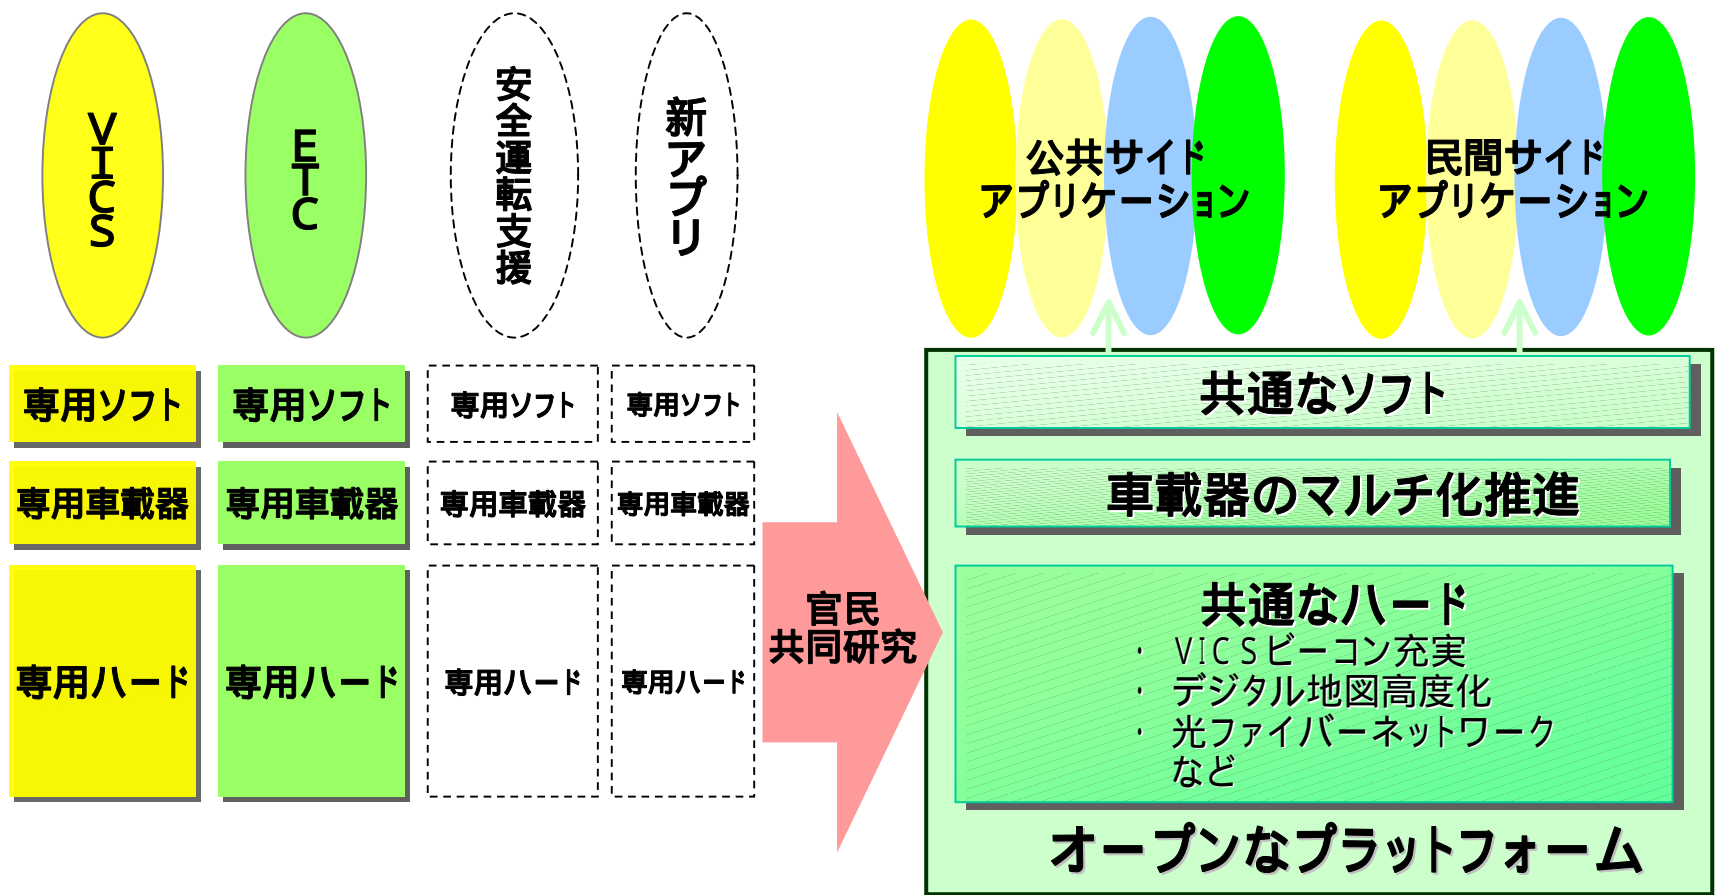 VICS
ETC
安全運転支援
新アプリ
公共サイド
アプリケーション
民間サイド
アプリケーション
専用ソフト
専用ソフト
専用ソフト
専用ソフト
専用車載器
専用車載器
専用車載器
専用車載器
専用ハード
専用ハード
専用ハード
専用ハード
官民
共同研究
共通なソフト
車載器のマルチ化推進
共通なハード
・ VICSビーコン充実
・ デジタル地図高度化
・ 光ファイバーネットワーク
など
オープンなプラットフォーム